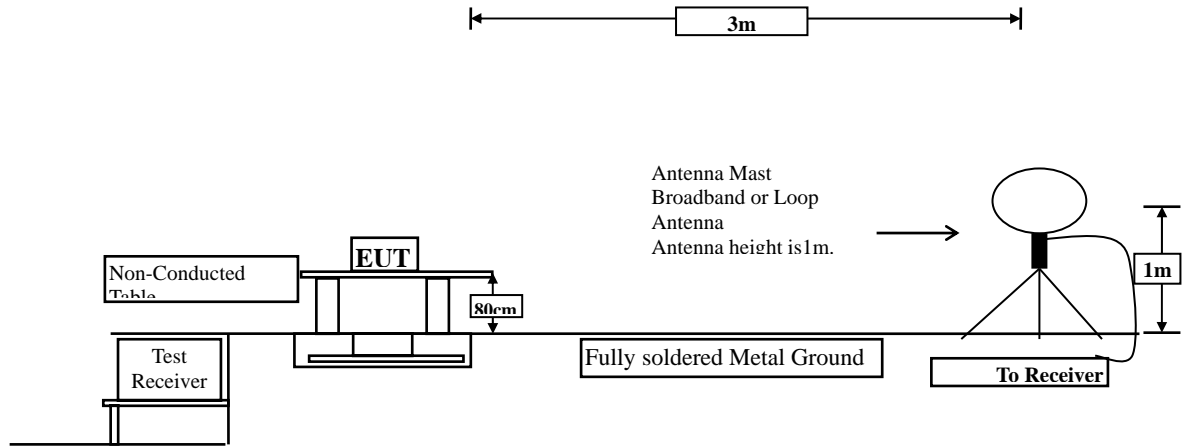 3m
Antenna Mast
Broadband or Loop
Antenna
Antenna height is1m.
EUT
Non-Conducted
Table
80cm
1m
Test
Receiver
Fully soldered Metal Ground
To Receiver